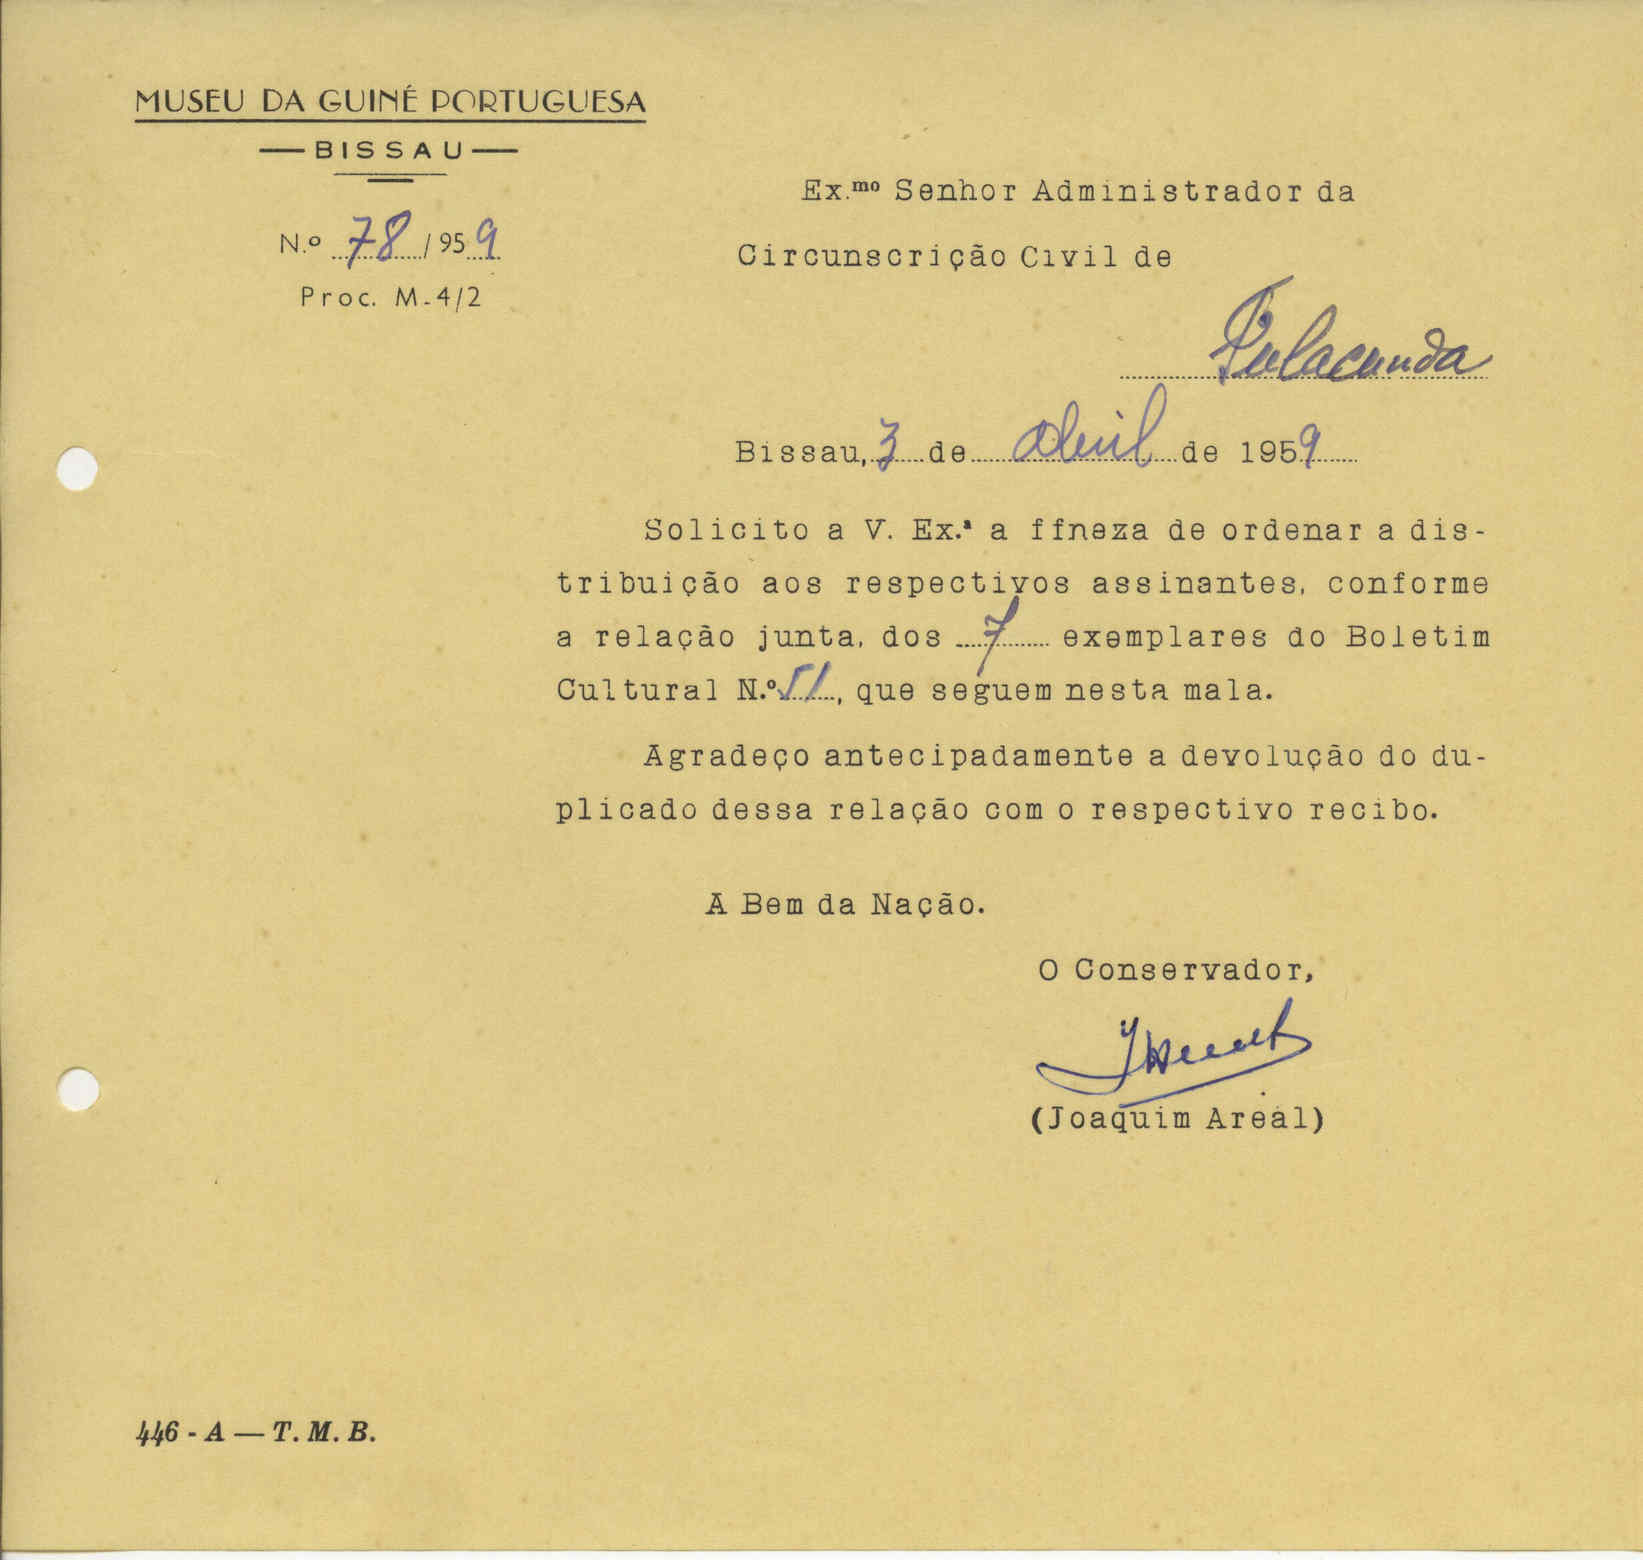 MUSEU DA GUINÉ PORTUGUESA
— BISSAU —
N.º 78 / 959
Proc. M-4/2
Ex.mo Senhor Administrador da
Circunscrição Civil de
Fulacunda
Bissau, 3 de Abril de 1959
Solicito a V. Ex.ª a ffneza de ordenar a dis-
tribuição aos respectivos assinantes, conforme
a relação junta, dos 7 exemplares do Boletim
Cultural N.º 51, que seguem nesta mala.
Agradeço antecipadamente a devolução do du-
plicado dessa relação com o respectivo recibo.
A Bem da Nação.
O Conservador,
(Joaquim Areal)
446 - A — T. M. B.